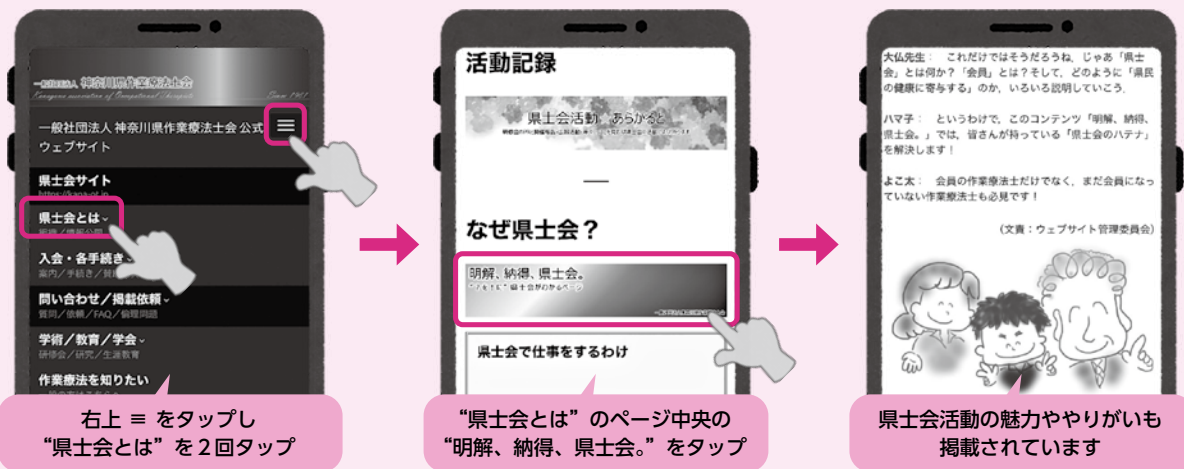 一般社団法人 神奈川県作業療法士会
Kanagawa association of Occupational Therapists
Since 1981
一般社団法人 神奈川県作業療法士会 公式
ウェブサイト
県士会サイト
https://kana-ot.jp
県士会とは
組織／情報公開
入会・各手続き
案内／手続き／賛
問い合わせ／掲載依頼
質問／依頼／FAQ／倫理問題
学術／教育／学会
研修会／研究／生涯教育
作業療法を知りたい
右上 ≡ をタップし
“県士会とは”を2回タップ
活動記録
県士会活動 あらかると
なぜ県士会？
明解、納得、県士会。
県士会で仕事をするわけ
“県士会とは”のページ中央の
“明解、納得、県士会。”をタップ
大仏先生： これだけではそうだろうね，じゃあ「県士
会」とは何か？「会員」とは？そして，どのように「県民
の健康に寄与する」のか，いろいろ説明していこう．
ハマ子： というわけで，このコンテンツ「明解、納得、
県士会。」では，皆さんが持っている「県士会のハテナ」
を解決します！
よこ太： 会員の作業療法士だけでなく，まだ会員になっ
ていない作業療法士も必見です！
（文責：ウェブサイト管理委員会）
県士会活動の魅力ややりがいも
掲載されています